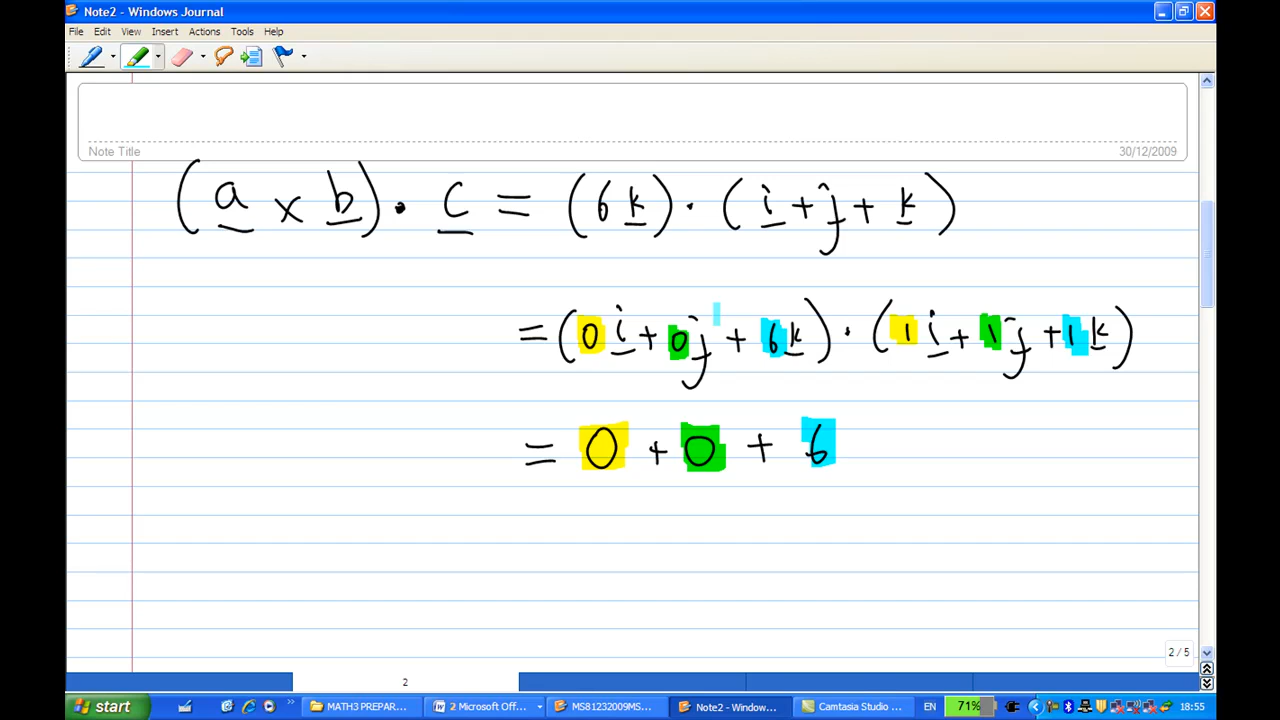 Note2 - Windows Journal
File Edit View Insert Actions Tools Help
Note Title 30/12/2009
(a × b) · c = (6k) · (i + j + k)
= (0i + 0j + 6k) · (1i + 1j + 1k)
= 0 + 0 + 6
2 / 5
2
start MATH3 PREPAR... 2 Microsoft Off... MS81232009MS... Note2 - Window... Camtasia Studio ... EN 71% 18:55